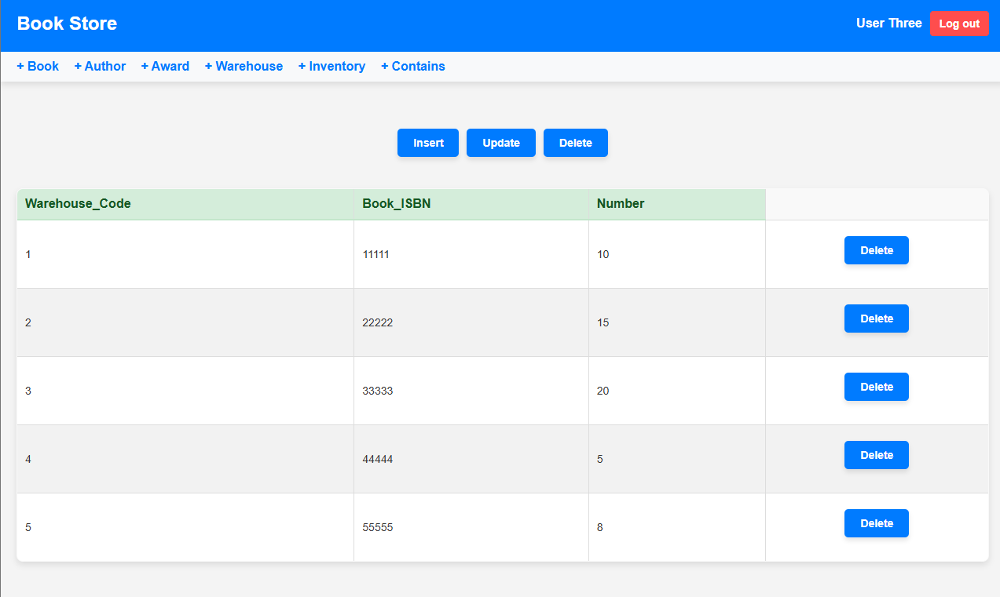 Book Store User Three Log out
+ Book + Author + Award + Warehouse + Inventory + Contains
Insert Update Delete
Warehouse_Code Book_ISBN Number
1 11111 10 Delete
2 22222 15 Delete
3 33333 20 Delete
4 44444 5 Delete
5 55555 8 Delete